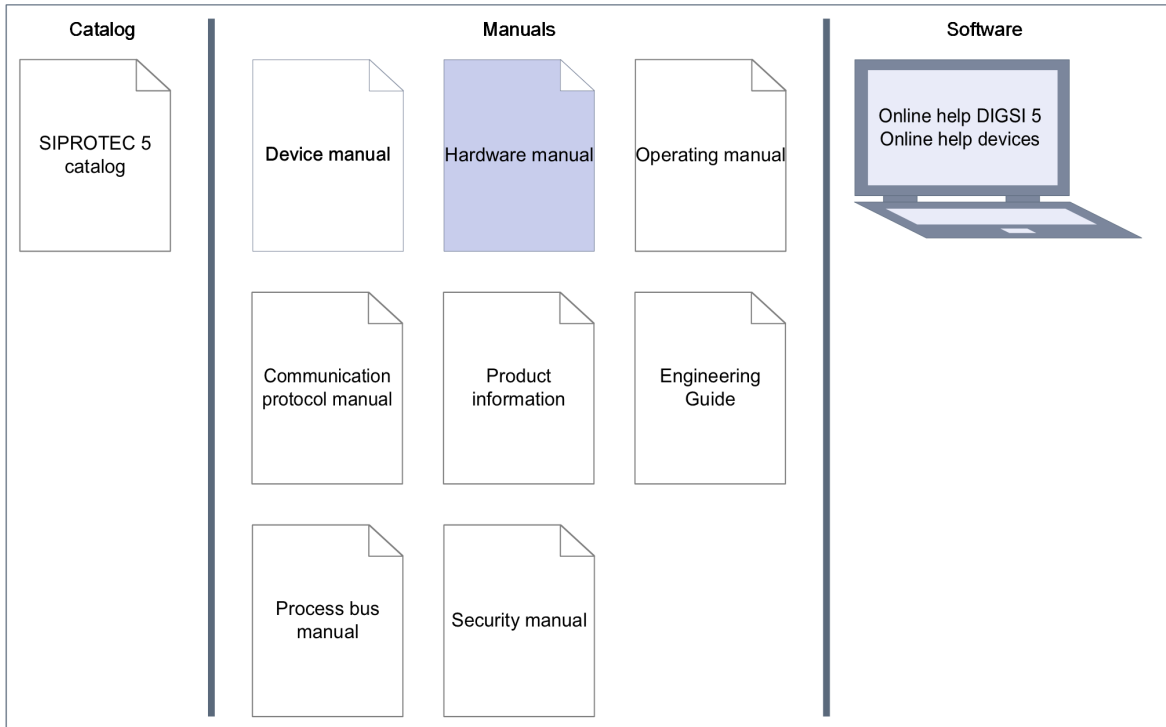 Catalog
Manuals
Software
SIPROTEC 5
catalog
Device manual
Hardware manual
Operating manual
Online help DIGSI 5
Online help devices
Communication
protocol manual
Product
information
Engineering
Guide
Process bus
manual
Security manual